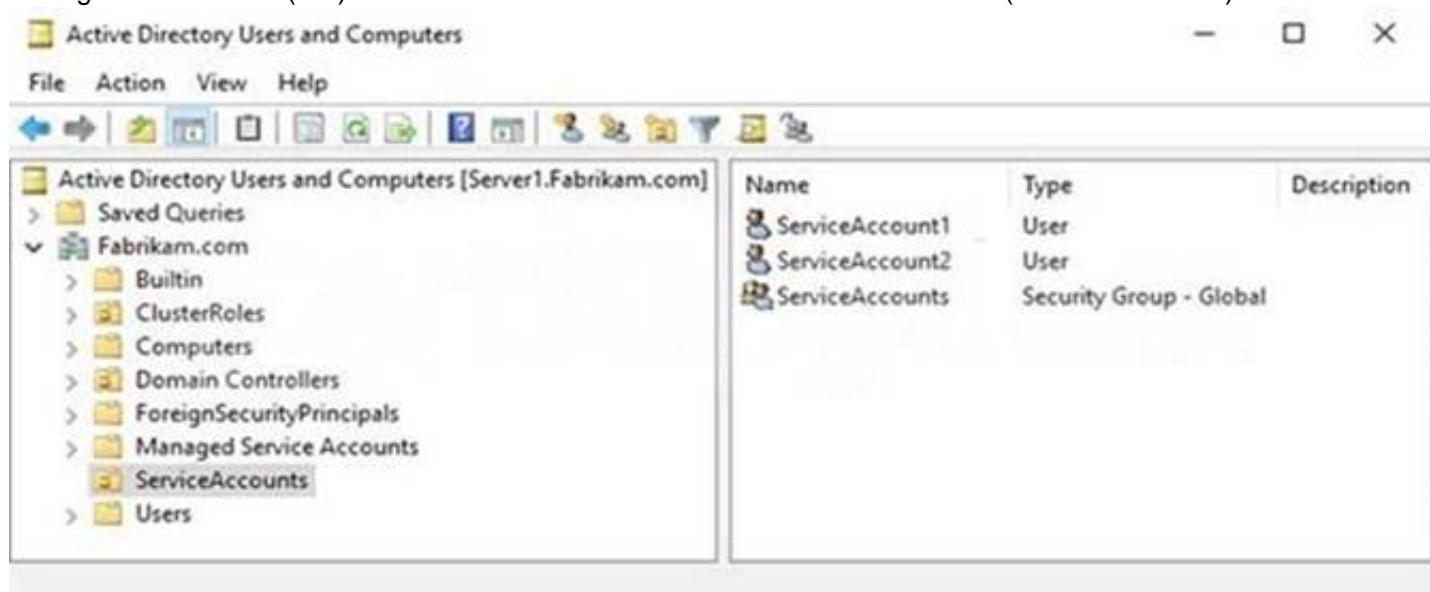 Active Directory Users and Computers
File Action View Help
Active Directory Users and Computers [Server1.Fabrikam.com]
Saved Queries
Fabrikam.com
Builtin
ClusterRoles
Computers
Domain Controllers
ForeignSecurityPrincipals
Managed Service Accounts
ServiceAccounts
Users
Name Type Description
ServiceAccount1 User
ServiceAccount2 User
ServiceAccounts Security Group - Global